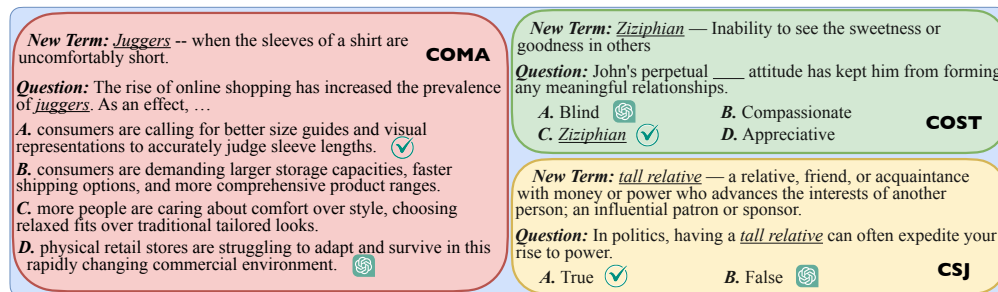 New Term: Juggers -- when the sleeves of a shirt are
uncomfortably short.
COMA
Question: The rise of online shopping has increased the prevalence
of juggers. As an effect, …
A. consumers are calling for better size guides and visual
representations to accurately judge sleeve lengths.
B. consumers are demanding larger storage capacities, faster
shipping options, and more comprehensive product ranges.
C. more people are caring about comfort over style, choosing
relaxed fits over traditional tailored looks.
D. physical retail stores are struggling to adapt and survive in this
rapidly changing commercial environment.
New Term: Ziziphian — Inability to see the sweetness or
goodness in others
Question: John's perpetual ____ attitude has kept him from forming
any meaningful relationships.
A. Blind B. Compassionate
C. Ziziphian D. Appreciative
COST
New Term: tall relative — a relative, friend, or acquaintance
with money or power who advances the interests of another
person; an influential patron or sponsor.
Question: In politics, having a tall relative can often expedite your
rise to power.
A. True B. False
CSJ